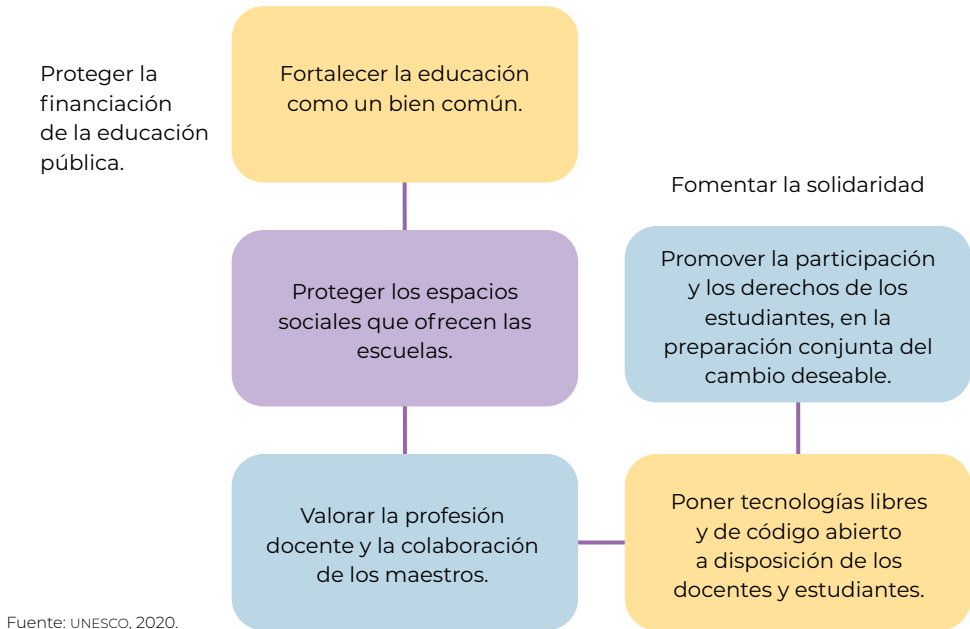 Proteger la
financiación
de la educación
pública.
Fortalecer la educación
como un bien común.
Proteger los espacios
sociales que ofrecen las
escuelas.
Valorar la profesión
docente y la colaboración
de los maestros.
Poner tecnologías libres
y de código abierto
a disposición de los
docentes y estudiantes.
Fomentar la solidaridad
Promover la participación
y los derechos de los
estudiantes, en la
preparación conjunta del
cambio deseable.
Fuente: UNESCO, 2020.